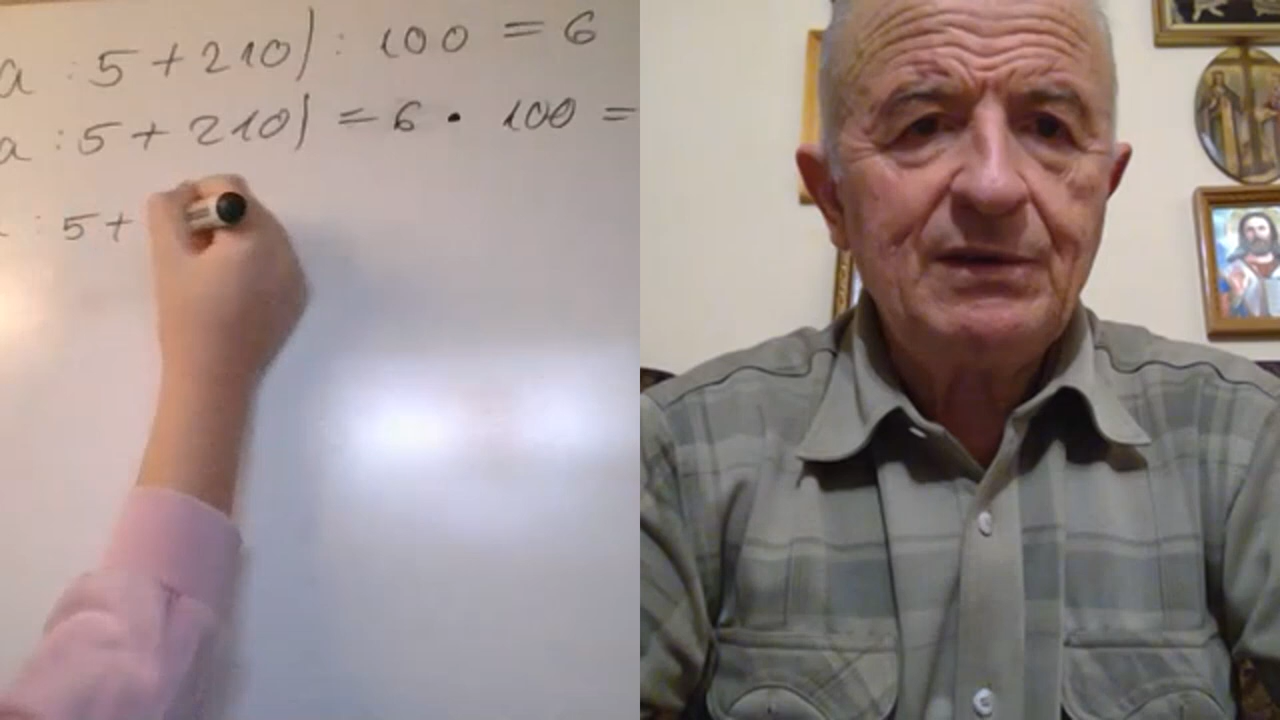 a : 5 + 210) : 100 = 6
a : 5 + 210) = 6 • 100 =
: 5 +